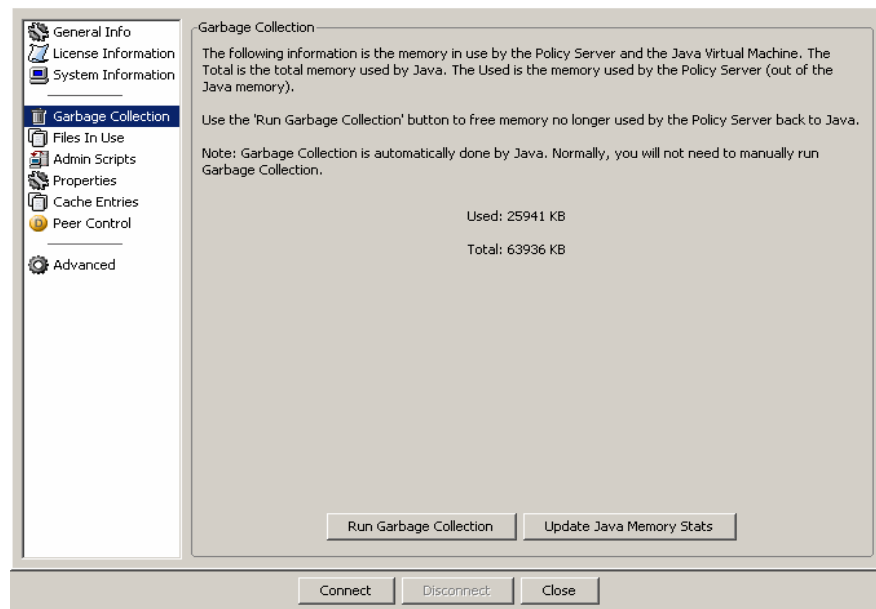 General Info
License Information
System Information
Garbage Collection
Files In Use
Admin Scripts
Properties
Cache Entries
Peer Control
Advanced
Garbage Collection
The following information is the memory in use by the Policy Server and the Java Virtual Machine. The
Total is the total memory used by Java. The Used is the memory used by the Policy Server (out of the
Java memory).
Use the 'Run Garbage Collection' button to free memory no longer used by the Policy Server back to Java.
Note: Garbage Collection is automatically done by Java. Normally, you will not need to manually run
Garbage Collection.
Used: 25941 KB
Total: 63936 KB
Run Garbage Collection
Update Java Memory Stats
Connect
Disconnect
Close